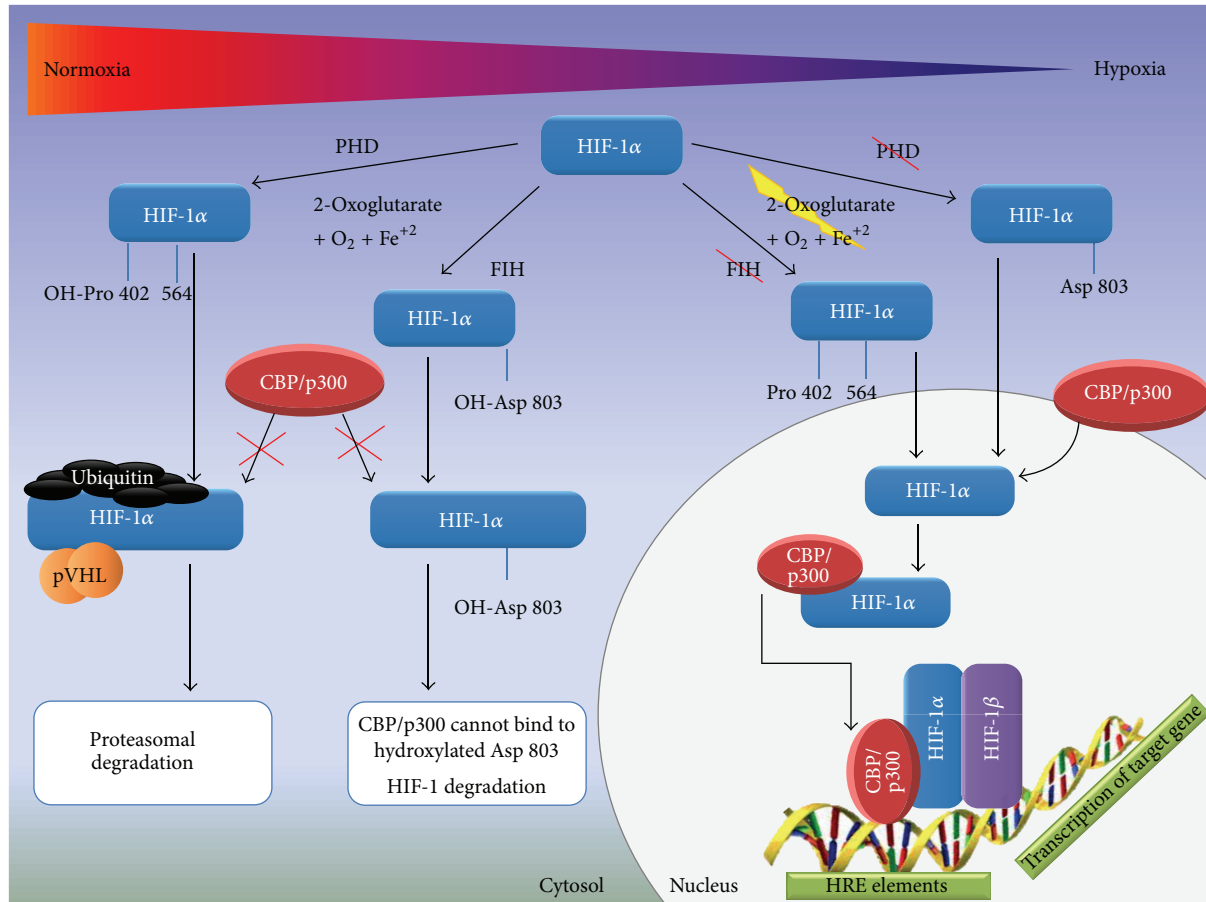 Normoxia
Hypoxia
HIF-1α
PHD
PHD
HIF-1α
2-Oxoglutarate
+ O₂ + Fe⁺²
2-Oxoglutarate
+ O₂ + Fe⁺²
HIF-1α
FIH
FIH
OH-Pro 402 564
Asp 803
HIF-1α
HIF-1α
CBP/p300
OH-Asp 803
Pro 402 564
CBP/p300
Ubiquitin
HIF-1α
HIF-1α
HIF-1α
pVHL
OH-Asp 803
CBP/
p300
HIF-1α
Proteasomal
degradation
CBP/p300 cannot bind to
hydroxylated Asp 803
HIF-1 degradation
CBP/
p300
HIF-1α
HIF-1β
Transcription of target gene
HRE elements
Cytosol
Nucleus